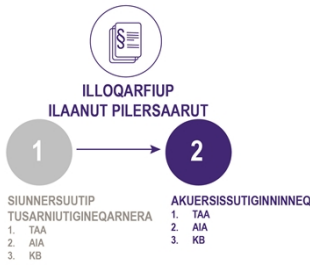 §
ILLOQARFIUP
ILAANUT PILERSAARUT
1
2
SIUNNERSUUTIP
TUSARNIUTIGINEQARNERA
1. TAA
2. AIA
3. KB
AKUERSISSUTIGINNINNEQ
1. TAA
2. AIA
3. KB